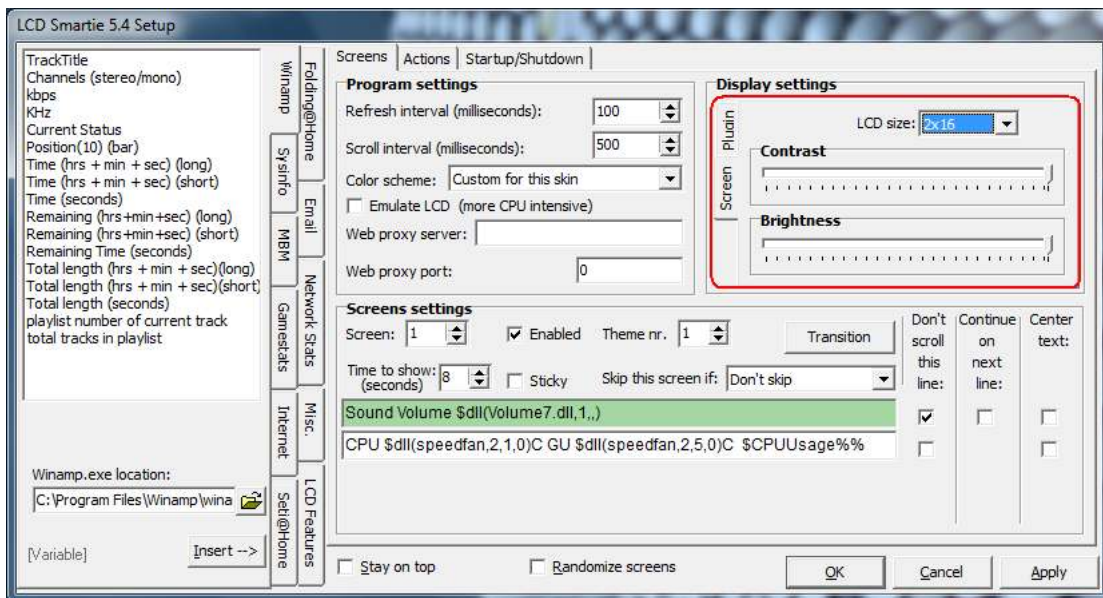 LCD Smartie 5.4 Setup
TrackTitle
Channels (stereo/mono)
kbps
KHz
Current Status
Position(10) (bar)
Time (hrs + min + sec) (long)
Time (hrs + min + sec) (short)
Time (seconds)
Remaining (hrs+min+sec) (long)
Remaining (hrs+min+sec) (short)
Remaining Time (seconds)
Total length (hrs + min + sec)(long)
Total length (hrs + min + sec)(short)
Total length (seconds)
playlist number of current track
total tracks in playlist
Winamp.exe location:
C:\Program Files\Winamp\wina
[Variable]
Insert -->
Winamp
Sysinfo
MBM
Gamestats
Internet
Seti@Home
Folding@Home
Email
Network Stats
Misc.
LCD Features
Screens
Actions
Startup/Shutdown
Program settings
Refresh interval (milliseconds): 100
Scroll interval (milliseconds): 500
Color scheme: Custom for this skin
Emulate LCD (more CPU intensive)
Web proxy server:
Web proxy port: 0
Display settings
Plugin
Screen
LCD size: 2x16
Contrast
Brightness
Screens settings
Screen: 1 Enabled Theme nr. 1 Transition
Time to show: 8 Sticky Skip this screen if: Don't skip
(seconds)
Don't
scroll
this
line:
Continue
on
next
line:
Center
text:
Sound Volume $dll(Volume7.dll,1,,)
CPU $dll(speedfan,2,1,0)C GU $dll(speedfan,2,5,0)C $CPUUsage%%
Stay on top
Randomize screens
OK
Cancel
Apply